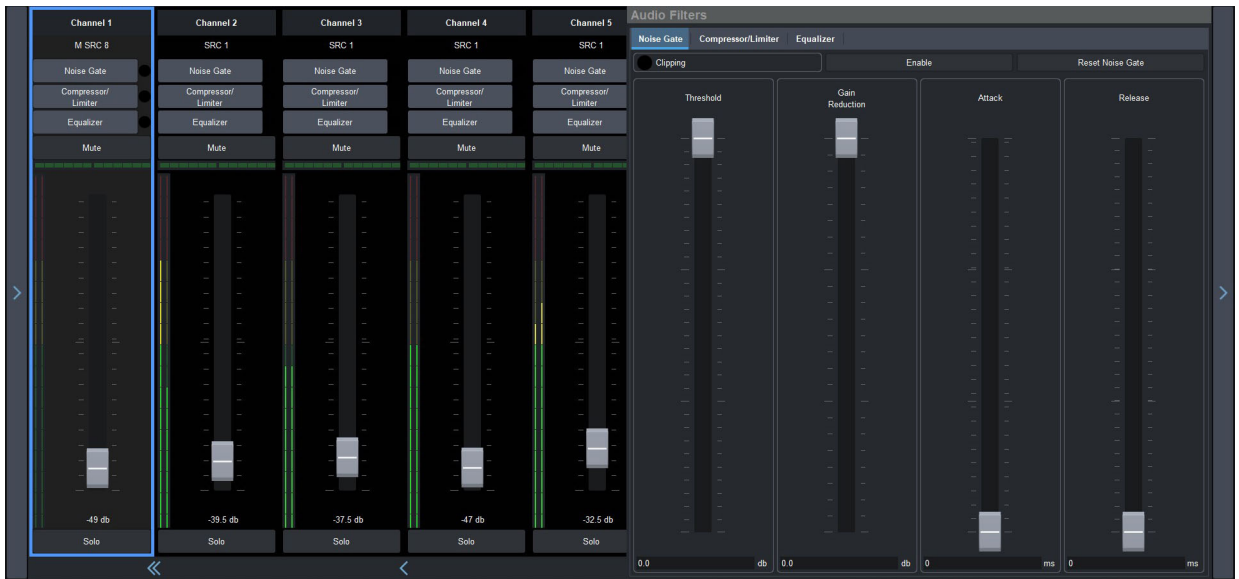 Channel 1
Channel 2
Channel 3
Channel 4
Channel 5
M SRC 8
SRC 1
SRC 1
SRC 1
SRC 1
Noise Gate
Noise Gate
Noise Gate
Noise Gate
Noise Gate
Compressor/
Limiter
Compressor/
Limiter
Compressor/
Limiter
Compressor/
Limiter
Compressor/
Limiter
Equalizer
Equalizer
Equalizer
Equalizer
Equalizer
Mute
Mute
Mute
Mute
Mute
-49 db
-39.5 db
-37.5 db
-47 db
-32.5 db
Solo
Solo
Solo
Solo
Solo
Audio Filters
Noise Gate Compressor/Limiter Equalizer
Clipping
Enable
Reset Noise Gate
Threshold
Gain
Reduction
Attack
Release
0.0 db
0.0 db
0 ms
0 ms